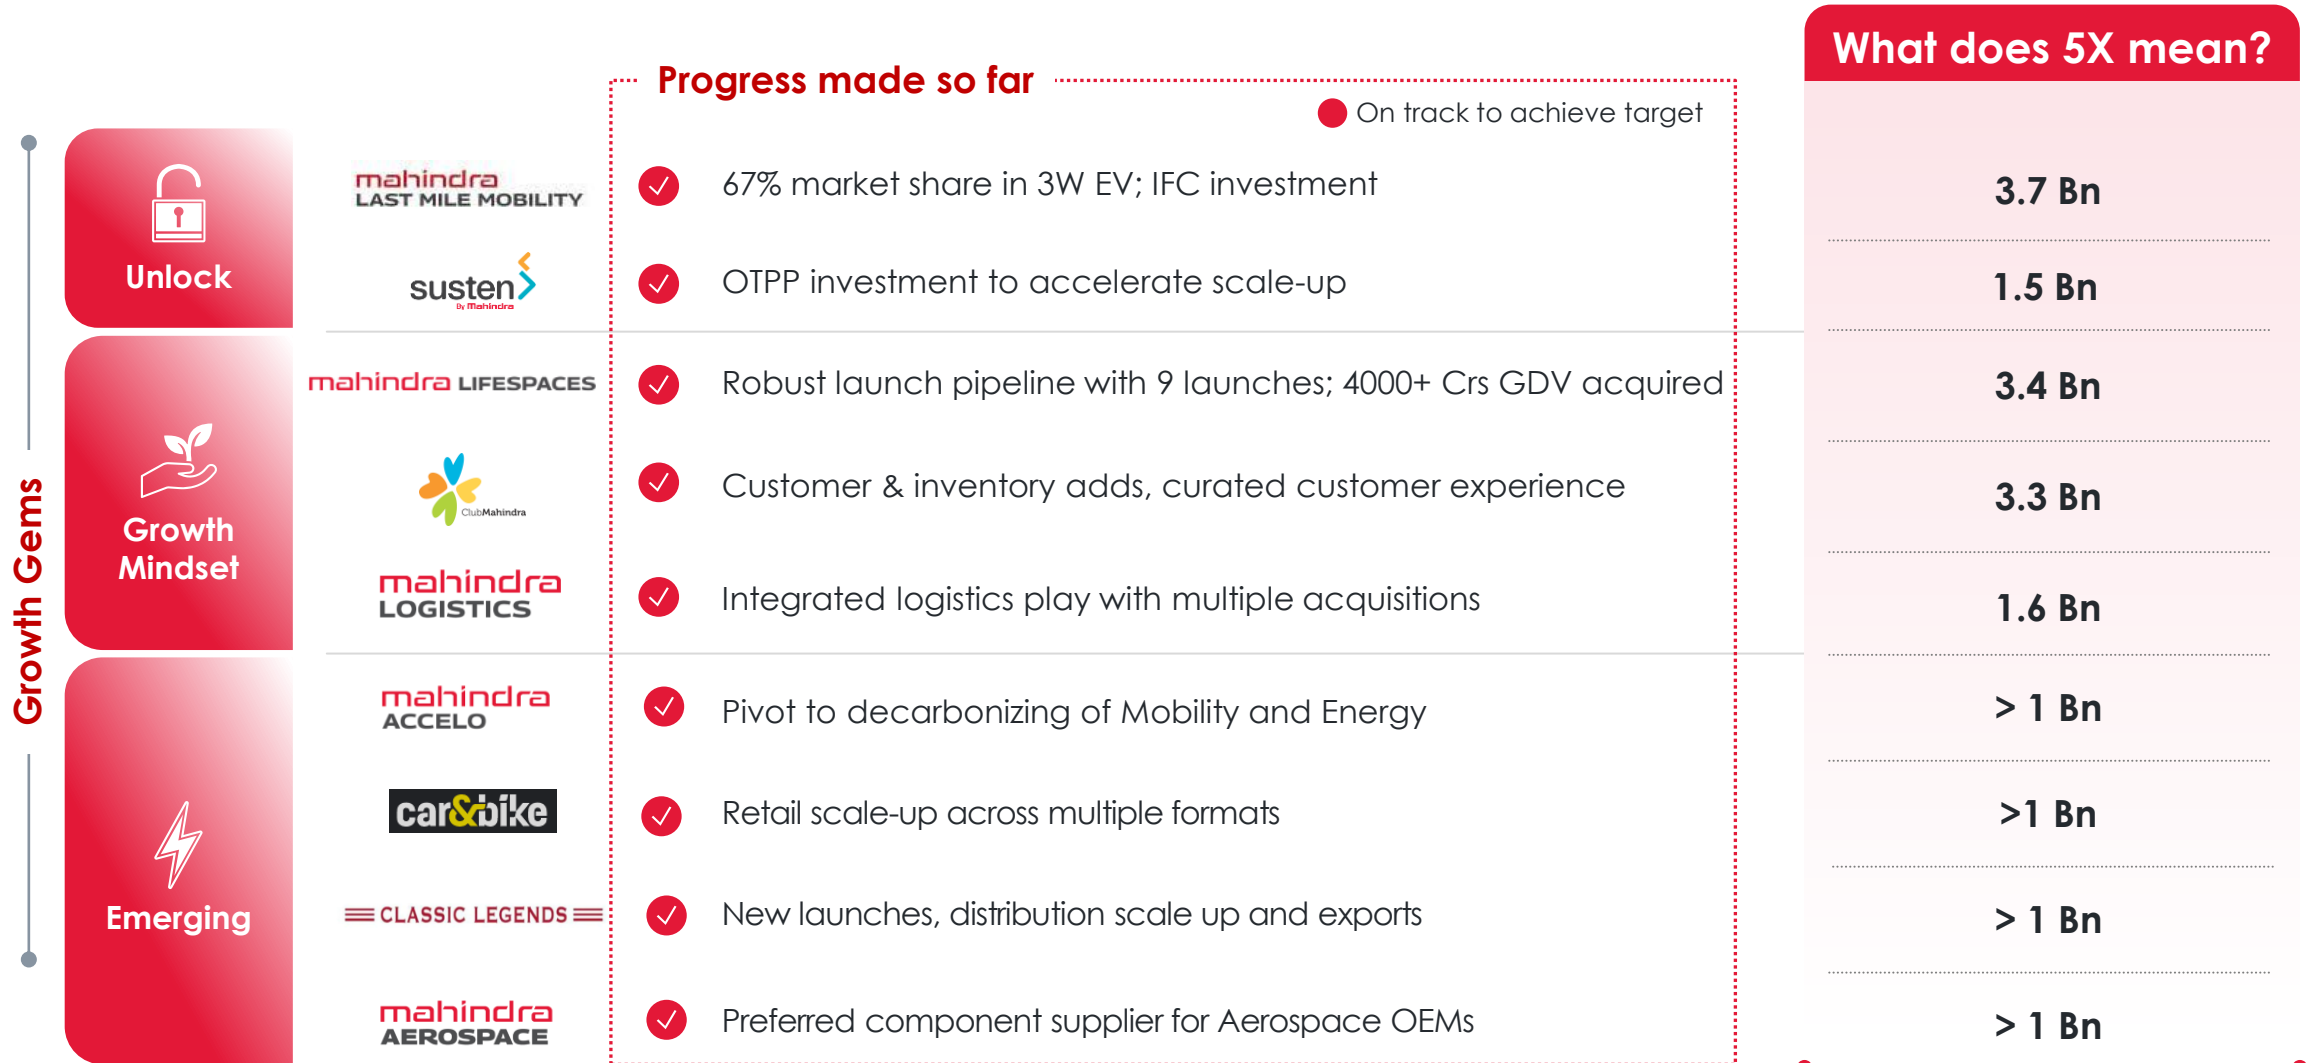 What does 5X mean?
Progress made so far
On track to achieve target
Growth Gems
Unlock
mahindra
LAST MILE MOBILITY
67% market share in 3W EV; IFC investment
3.7 Bn
susten
By Mahindra
OTPP investment to accelerate scale-up
1.5 Bn
Growth
Mindset
mahindra LIFESPACES
Robust launch pipeline with 9 launches; 4000+ Crs GDV acquired
3.4 Bn
ClubMahindra
Customer & inventory adds, curated customer experience
3.3 Bn
mahindra
LOGISTICS
Integrated logistics play with multiple acquisitions
1.6 Bn
Emerging
mahindra
ACCELO
Pivot to decarbonizing of Mobility and Energy
> 1 Bn
car&bike
Retail scale-up across multiple formats
>1 Bn
CLASSIC LEGENDS
New launches, distribution scale up and exports
> 1 Bn
mahindra
AEROSPACE
Preferred component supplier for Aerospace OEMs
> 1 Bn